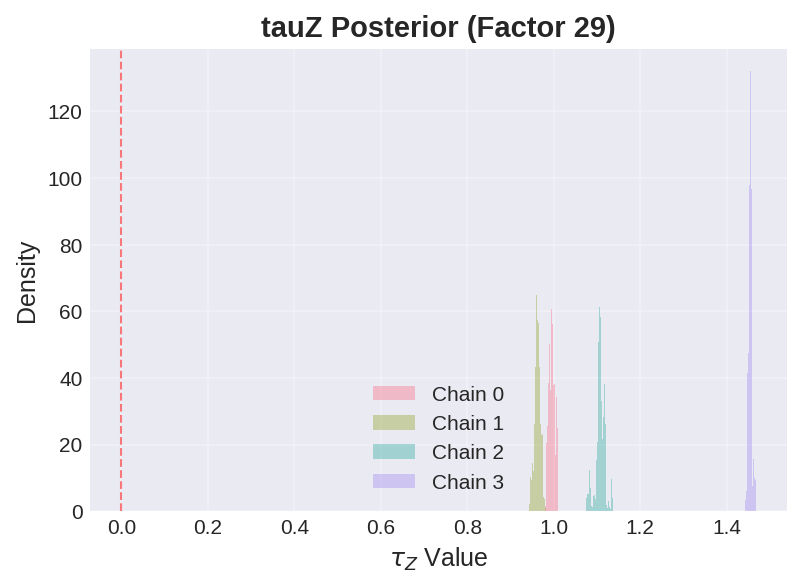 tauZ Posterior (Factor 29)
Density
120
100
80
60
40
20
0
Chain 0
Chain 1
Chain 2
Chain 3
0.0 0.2 0.4 0.6 0.8 1.0 1.2 1.4
τ_Z Value